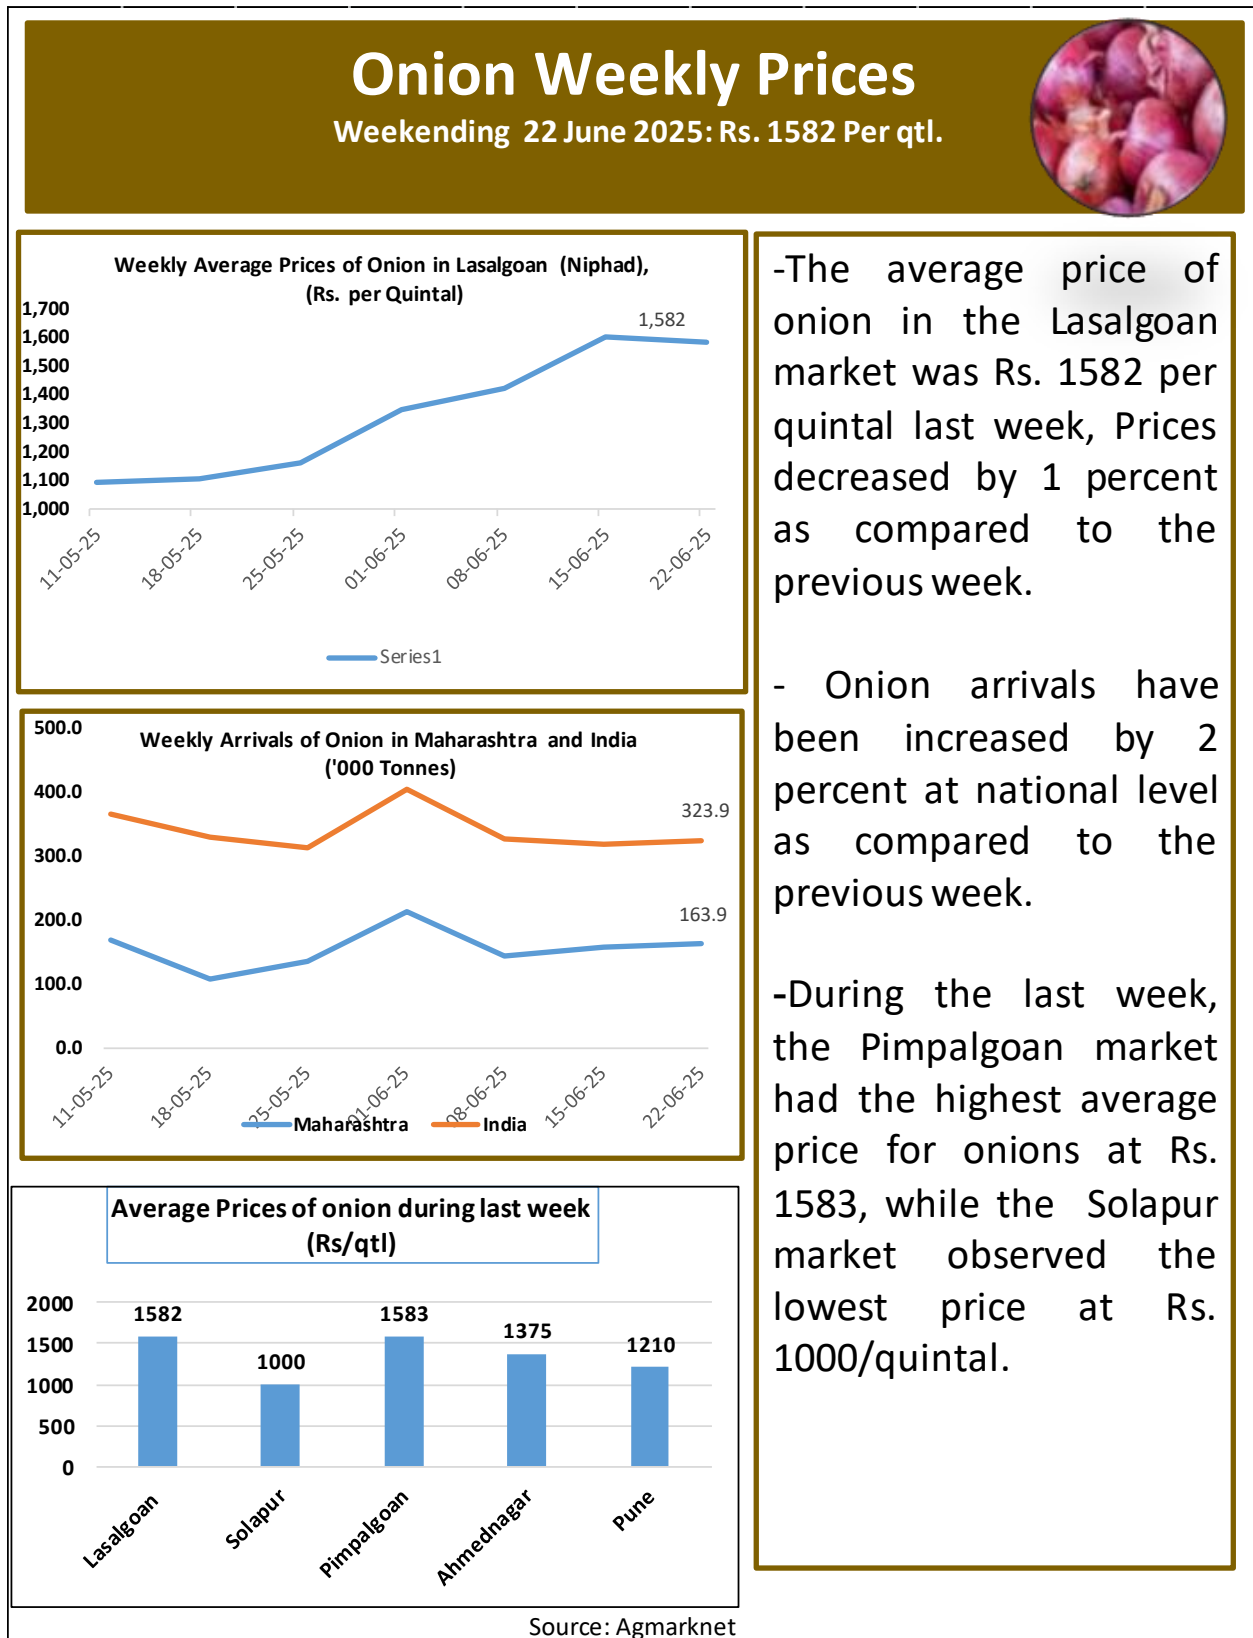 Onion Weekly Prices
Weekending 22 June 2025: Rs. 1582 Per qtl.
Weekly Average Prices of Onion in Lasalgoan (Niphad),
(Rs. per Quintal)
1,700
1,600
1,500
1,400
1,300
1,200
1,100
1,000
1,582
11-05-25
18-05-25
25-05-25
01-06-25
08-06-25
15-06-25
22-06-25
Series1
Weekly Arrivals of Onion in Maharashtra and India
('000 Tonnes)
500.0
400.0
300.0
200.0
100.0
0.0
323.9
163.9
11-05-25
18-05-25
25-05-25
01-06-25
08-06-25
15-06-25
22-06-25
Maharashtra
India
Average Prices of onion during last week
(Rs/qtl)
2000
1500
1000
500
0
1582
1000
1583
1375
1210
Lasalgoan
Solapur
Pimpalgoan
Ahmednagar
Pune
-The average price of
onion in the Lasalgoan
market was Rs. 1582 per
quintal last week, Prices
decreased by 1 percent
as compared to the
previous week.
- Onion arrivals have
been increased by 2
percent at national level
as compared to the
previous week.
-During the last week,
the Pimpalgoan market
had the highest average
price for onions at Rs.
1583, while the Solapur
market observed the
lowest price at Rs.
1000/quintal.
Source: Agmarknet